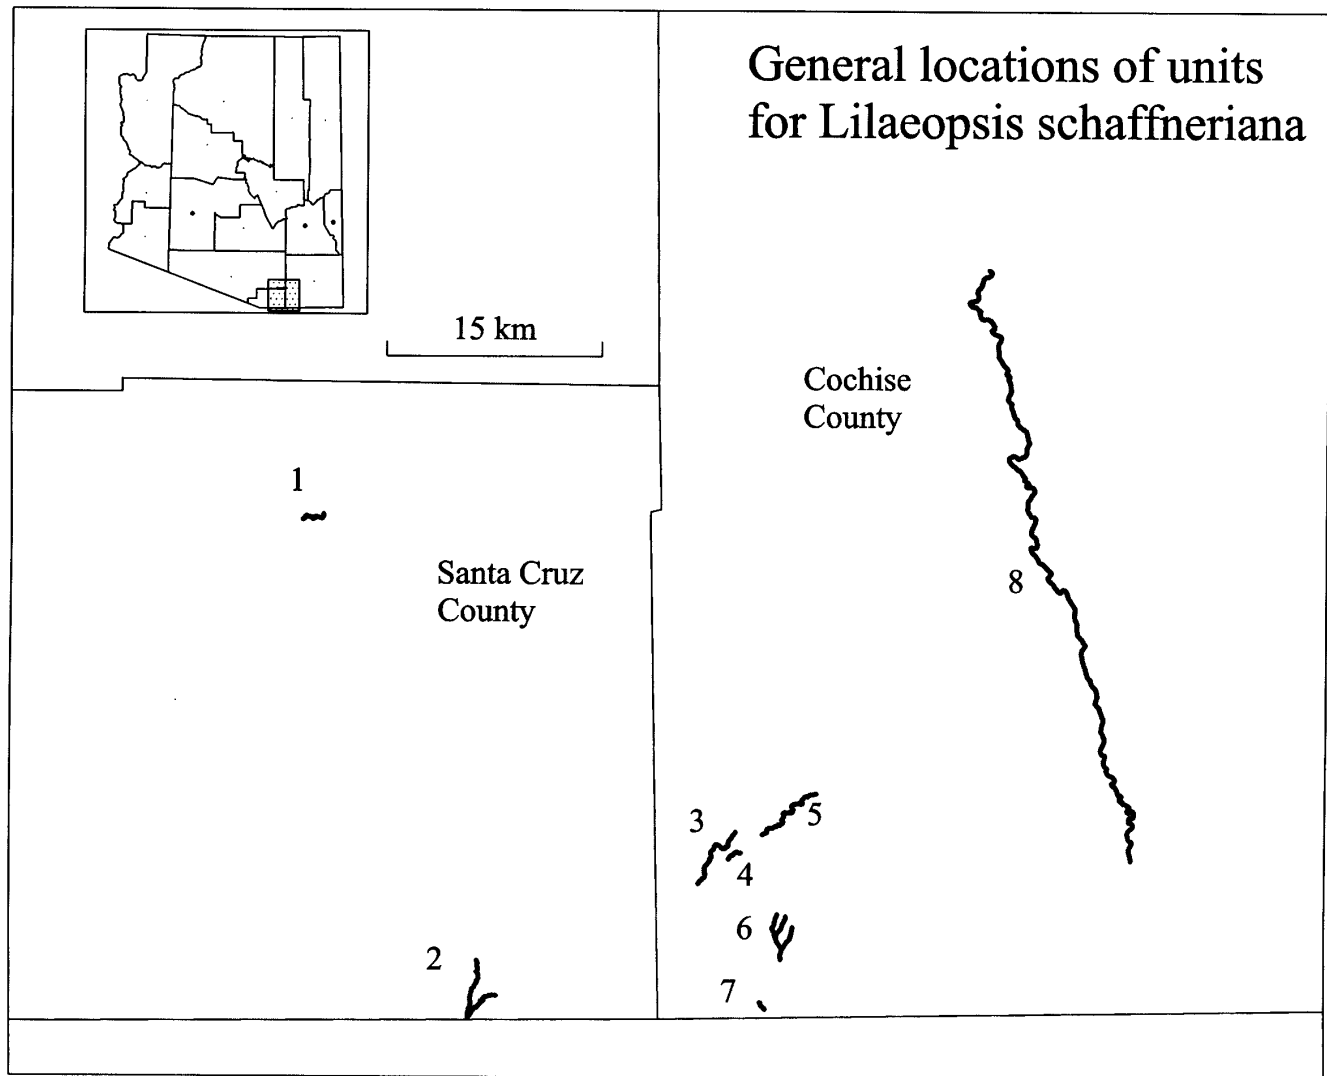 General locations of units
for Lilaeopsis schaffneriana
15 km
Cochise
County
1
Santa Cruz
County
8
3
5
4
6
2
7